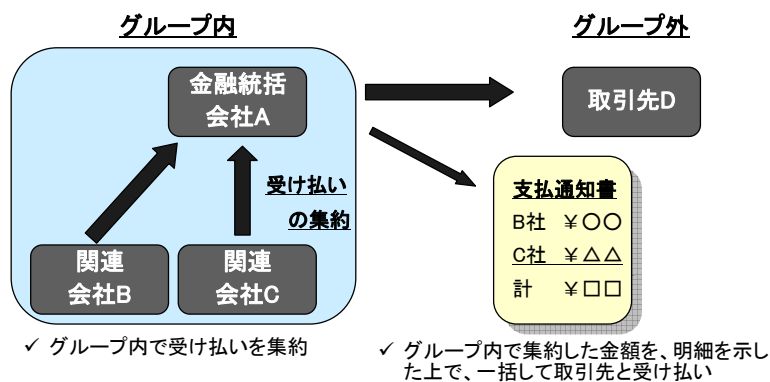 グループ内
グループ外
金融統括
会社A
取引先D
受け払い
の集約
関連
会社B
関連
会社C
支払通知書
B社 ￥○○
C社 ￥△△
計 ￥□□
✓ グループ内で受け払いを集約
✓ グループ内で集約した金額を、明細を示し
た上で、一括して取引先と受け払い